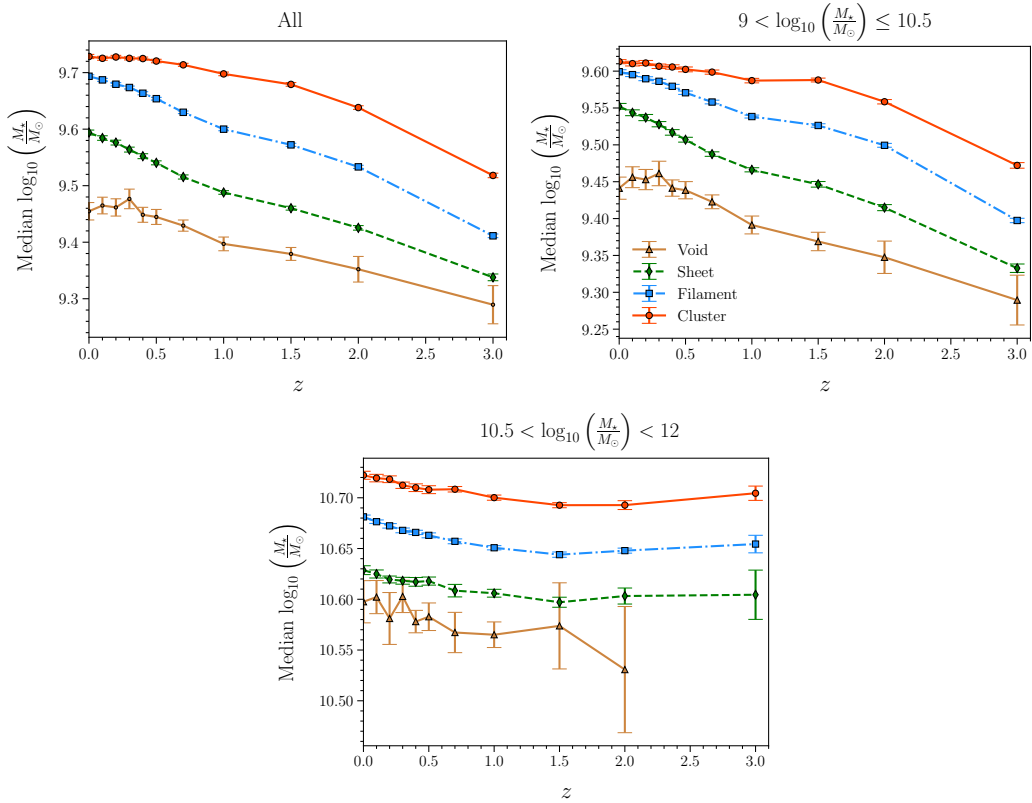 All
Median log₁₀ (M⋆/M⊙)
9.7
9.6
9.5
9.4
9.3
0.0 0.5 1.0 1.5 2.0 2.5 3.0
z
9 < log₁₀ (M⋆/M⊙) ≤ 10.5
Median log₁₀ (M⋆/M⊙)
9.60
9.55
9.50
9.45
9.40
9.35
9.30
9.25
Void
Sheet
Filament
Cluster
0.0 0.5 1.0 1.5 2.0 2.5 3.0
z
10.5 < log₁₀ (M⋆/M⊙) < 12
Median log₁₀ (M⋆/M⊙)
10.70
10.65
10.60
10.55
10.50
0.0 0.5 1.0 1.5 2.0 2.5 3.0
z